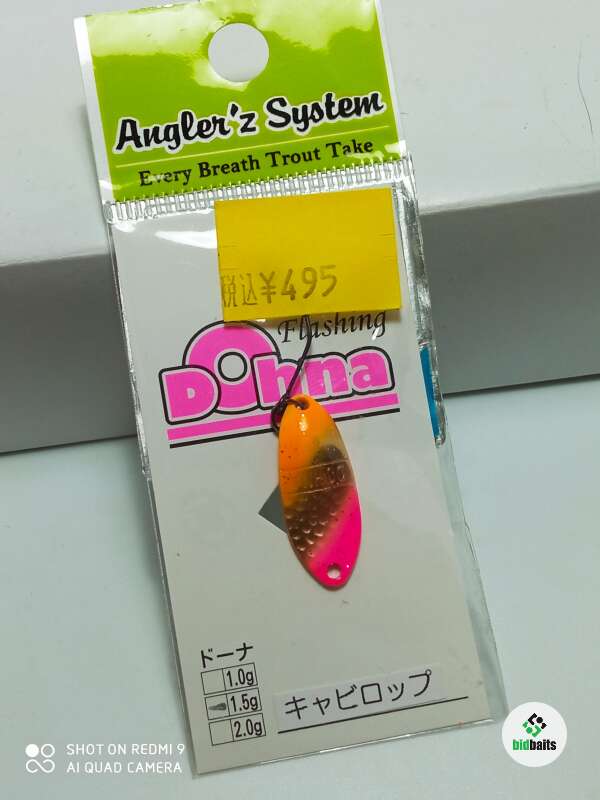 Angler'z System
Every Breath Trout Take
税込¥495
Flashing
Dohna
ドーナ
1.0g
1.5g
2.0g
キャビロップ
SHOT ON REDMI 9
AI QUAD CAMERA
bidbaits